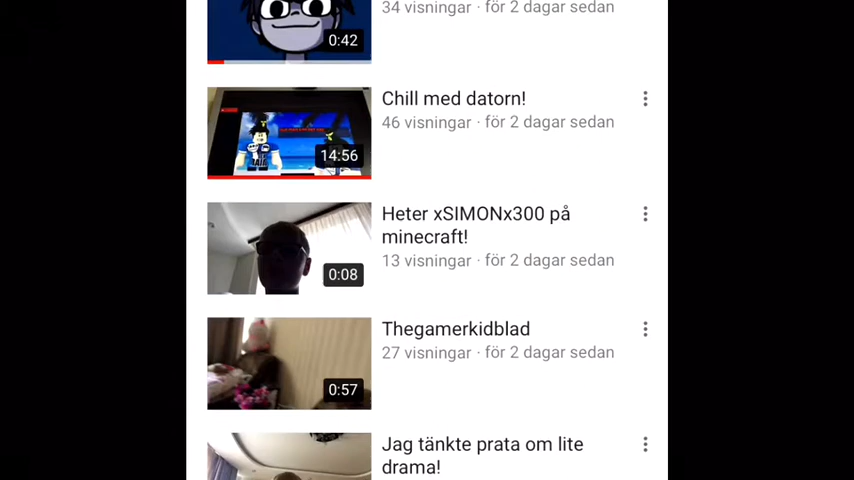 34 visningar · för 2 dagar sedan
0:42
Chill med datorn!
46 visningar · för 2 dagar sedan
14:56
Heter xSIMONx300 på
minecraft!
13 visningar · för 2 dagar sedan
0:08
Thegamerkidblad
27 visningar · för 2 dagar sedan
0:57
Jag tänkte prata om lite
drama!